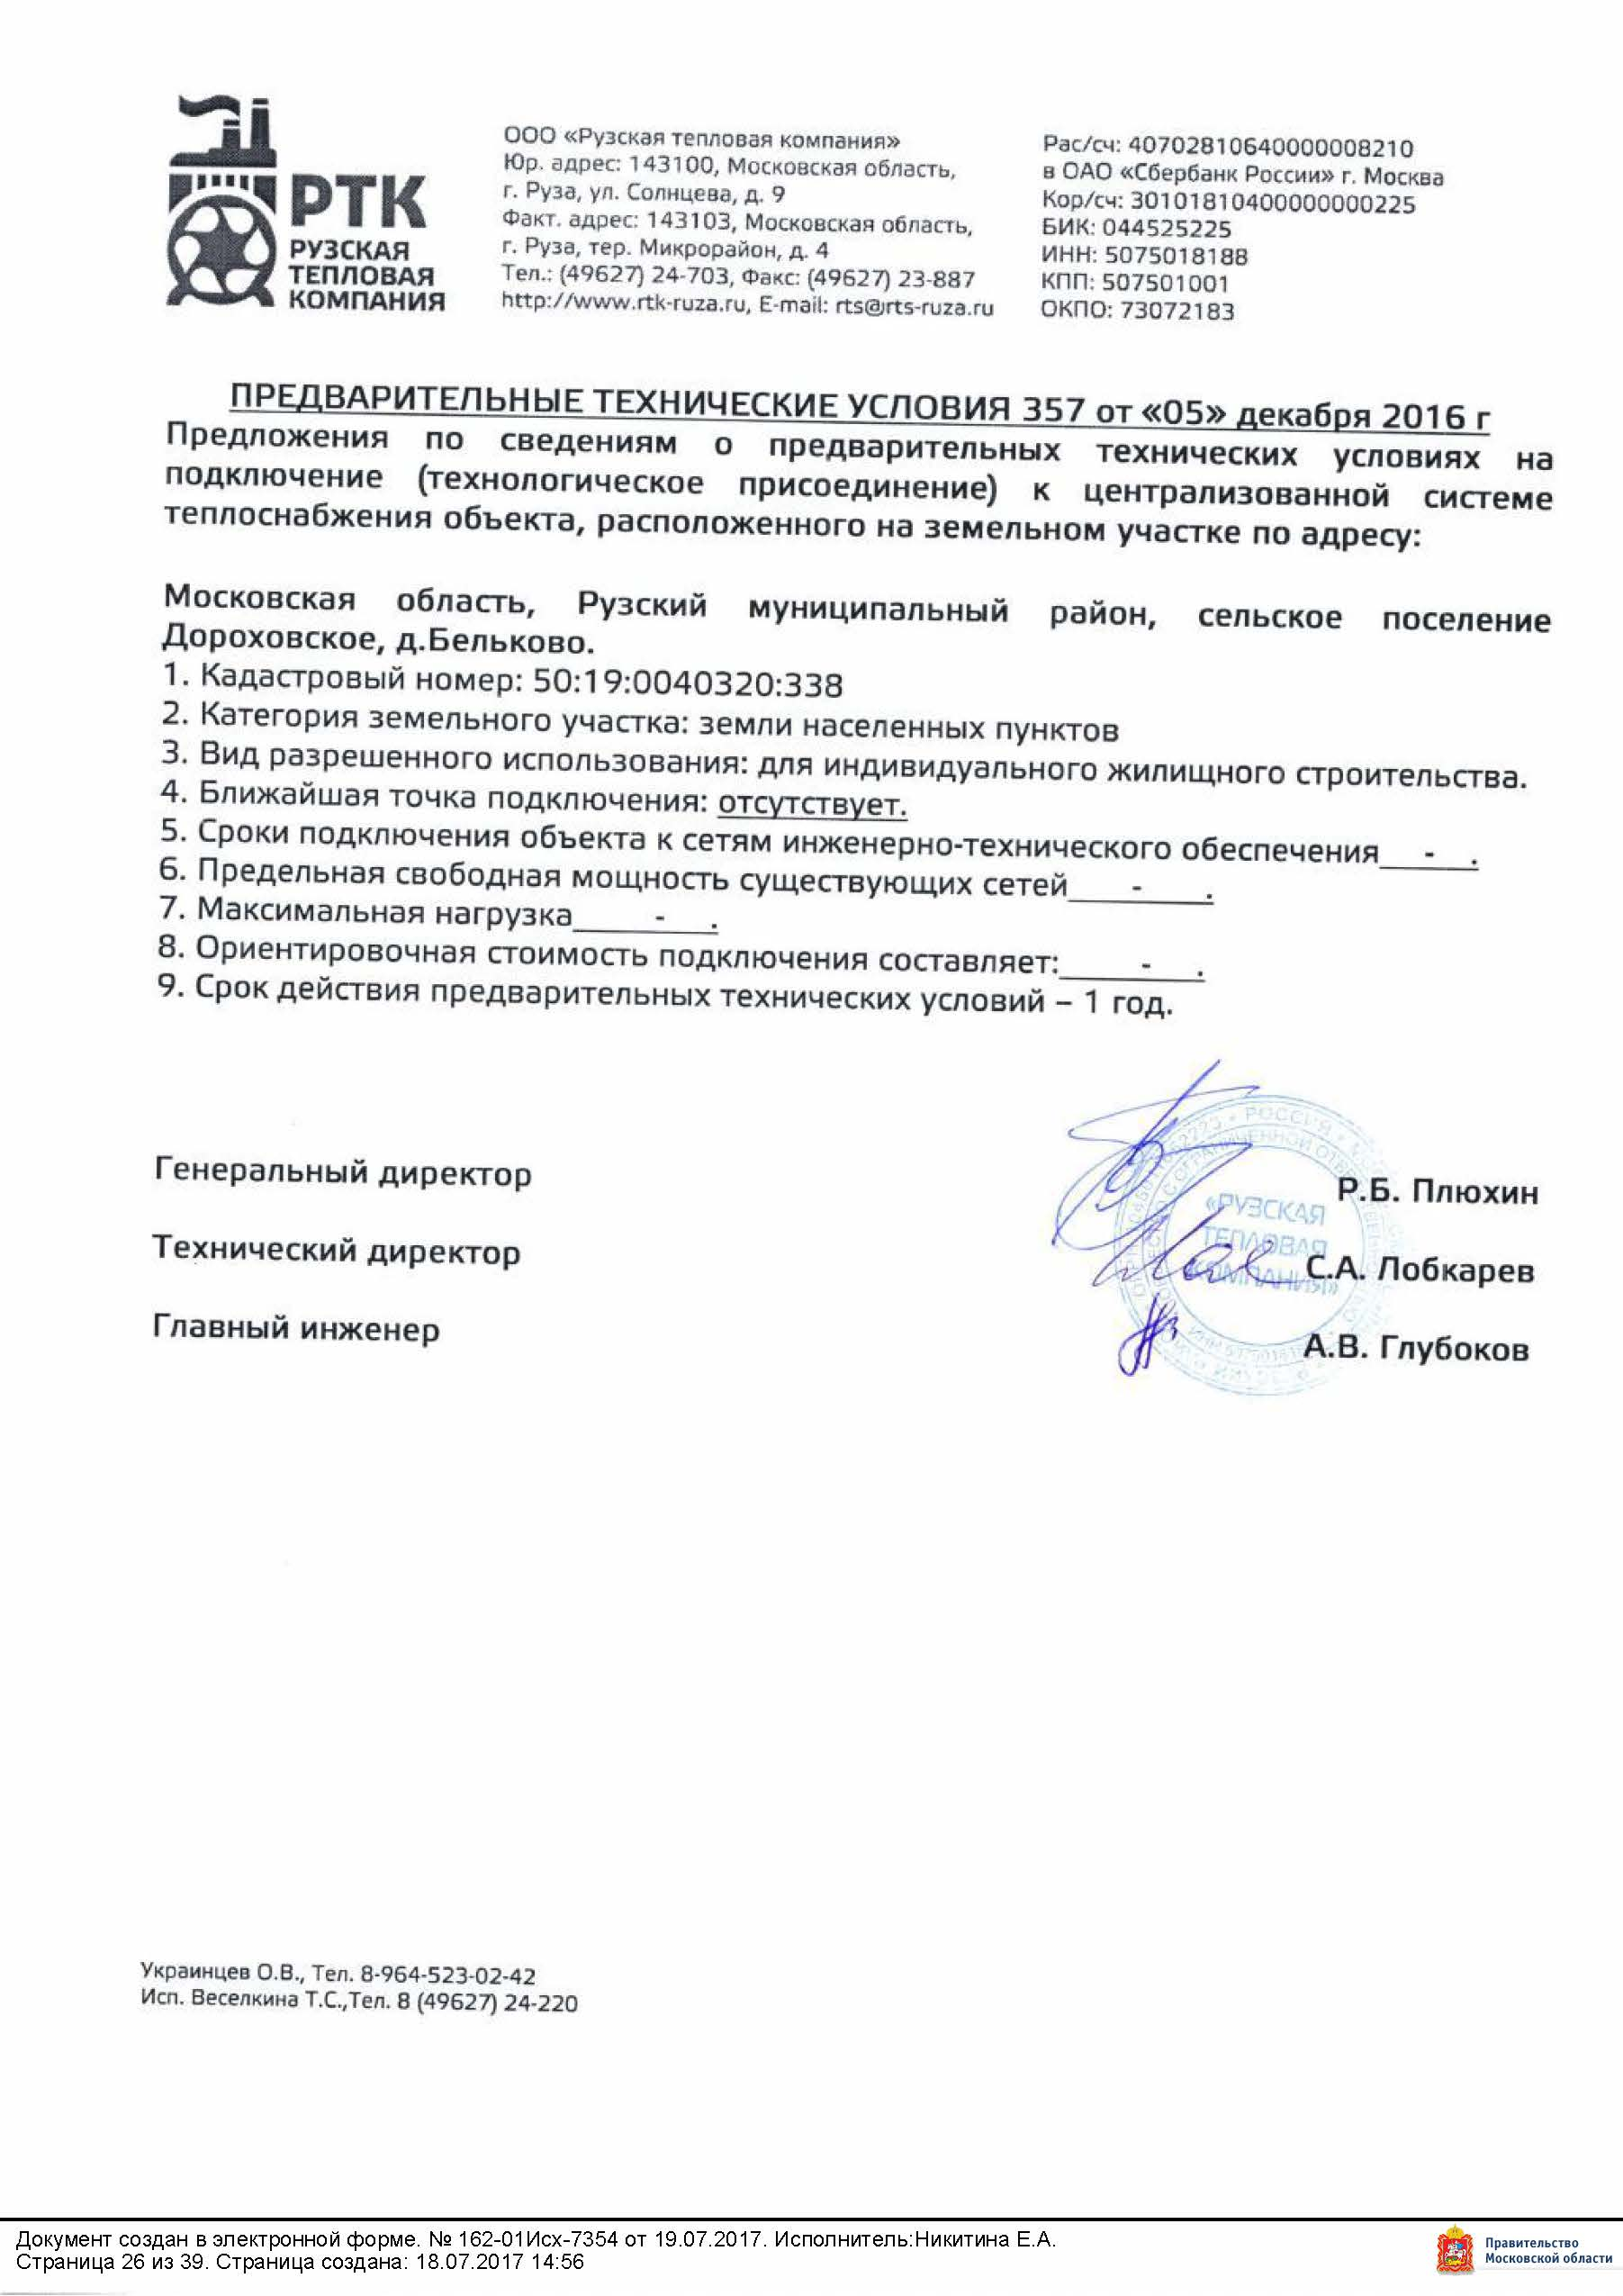 РТК
РУЗСКАЯ
ТЕПЛОВАЯ
КОМПАНИЯ
ООО «Рузская тепловая компания»
Юр. адрес: 143100, Московская область,
г. Руза, ул. Солнцева, д. 9
Факт. адрес: 143103, Московская область,
г. Руза, тер. Микрорайон, д. 4
Тел.: (49627) 24-703, Факс: (49627) 23-887
http://www.rtk-ruza.ru, E-mail: rts@rts-ruza.ru
Рас/сч: 40702810640000008210
в ОАО «Сбербанк России» г. Москва
Кор/сч: 30101810400000000225
БИК: 044525225
ИНН: 5075018188
КПП: 507501001
ОКПО: 73072183
ПРЕДВАРИТЕЛЬНЫЕ ТЕХНИЧЕСКИЕ УСЛОВИЯ 357 от «05» декабря 2016 г
Предложения по сведениям о предварительных технических условиях на
подключение (технологическое присоединение) к централизованной системе
теплоснабжения объекта, расположенного на земельном участке по адресу:
Московская область, Рузский муниципальный район, сельское поселение
Дороховское, д.Бельково.
1. Кадастровый номер: 50:19:0040320:338
2. Категория земельного участка: земли населенных пунктов
3. Вид разрешенного использования: для индивидуального жилищного строительства.
4. Ближайшая точка подключения: отсутствует.
5. Сроки подключения объекта к сетям инженерно-технического обеспечения - .
6. Предельная свободная мощность существующих сетей - .
7. Максимальная нагрузка - .
8. Ориентировочная стоимость подключения составляет: - .
9. Срок действия предварительных технических условий – 1 год.
Генеральный директор Р.Б. Плюхин
Технический директор С.А. Лобкарев
Главный инженер А.В. Глубоков
«РУЗСКАЯ
ТЕПЛОВАЯ
КОМПАНИЯ»
Украинцев О.В., Тел. 8-964-523-02-42
Исп. Веселкина Т.С.,Тел. 8 (49627) 24-220
Документ создан в электронной форме. № 162-01Исх-7354 от 19.07.2017. Исполнитель:Никитина Е.А.
Страница 26 из 39. Страница создана: 18.07.2017 14:56
Правительство
Московской области